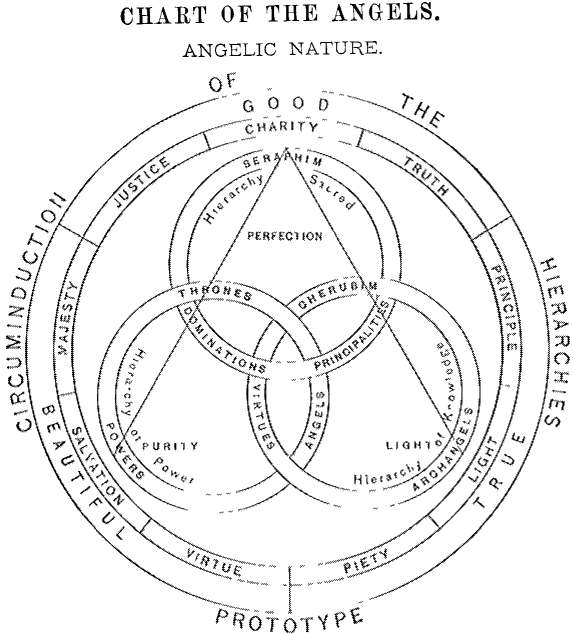 CHART OF THE ANGELS.
ANGELIC NATURE.
CIRCUMINDUCTION OF THE HIERARCHIES
PROTOTYPE
GOOD
TRUE
BEAUTIFUL
CHARITY
TRUTH
PRINCIPLE
LIGHT
PIETY
VIRTUE
SALVATION
MAJESTY
JUSTICE
SERAPHIM
Hierarchy Sacred
PERFECTION
THRONES
CHERUBIM
DOMINATIONS
PRINCIPALITIES
VIRTUES
ANGELS
Hierarchy of Power
PURITY
POWERS
LIGHT
Hierarchy of Knowledge
ARCHANGELS